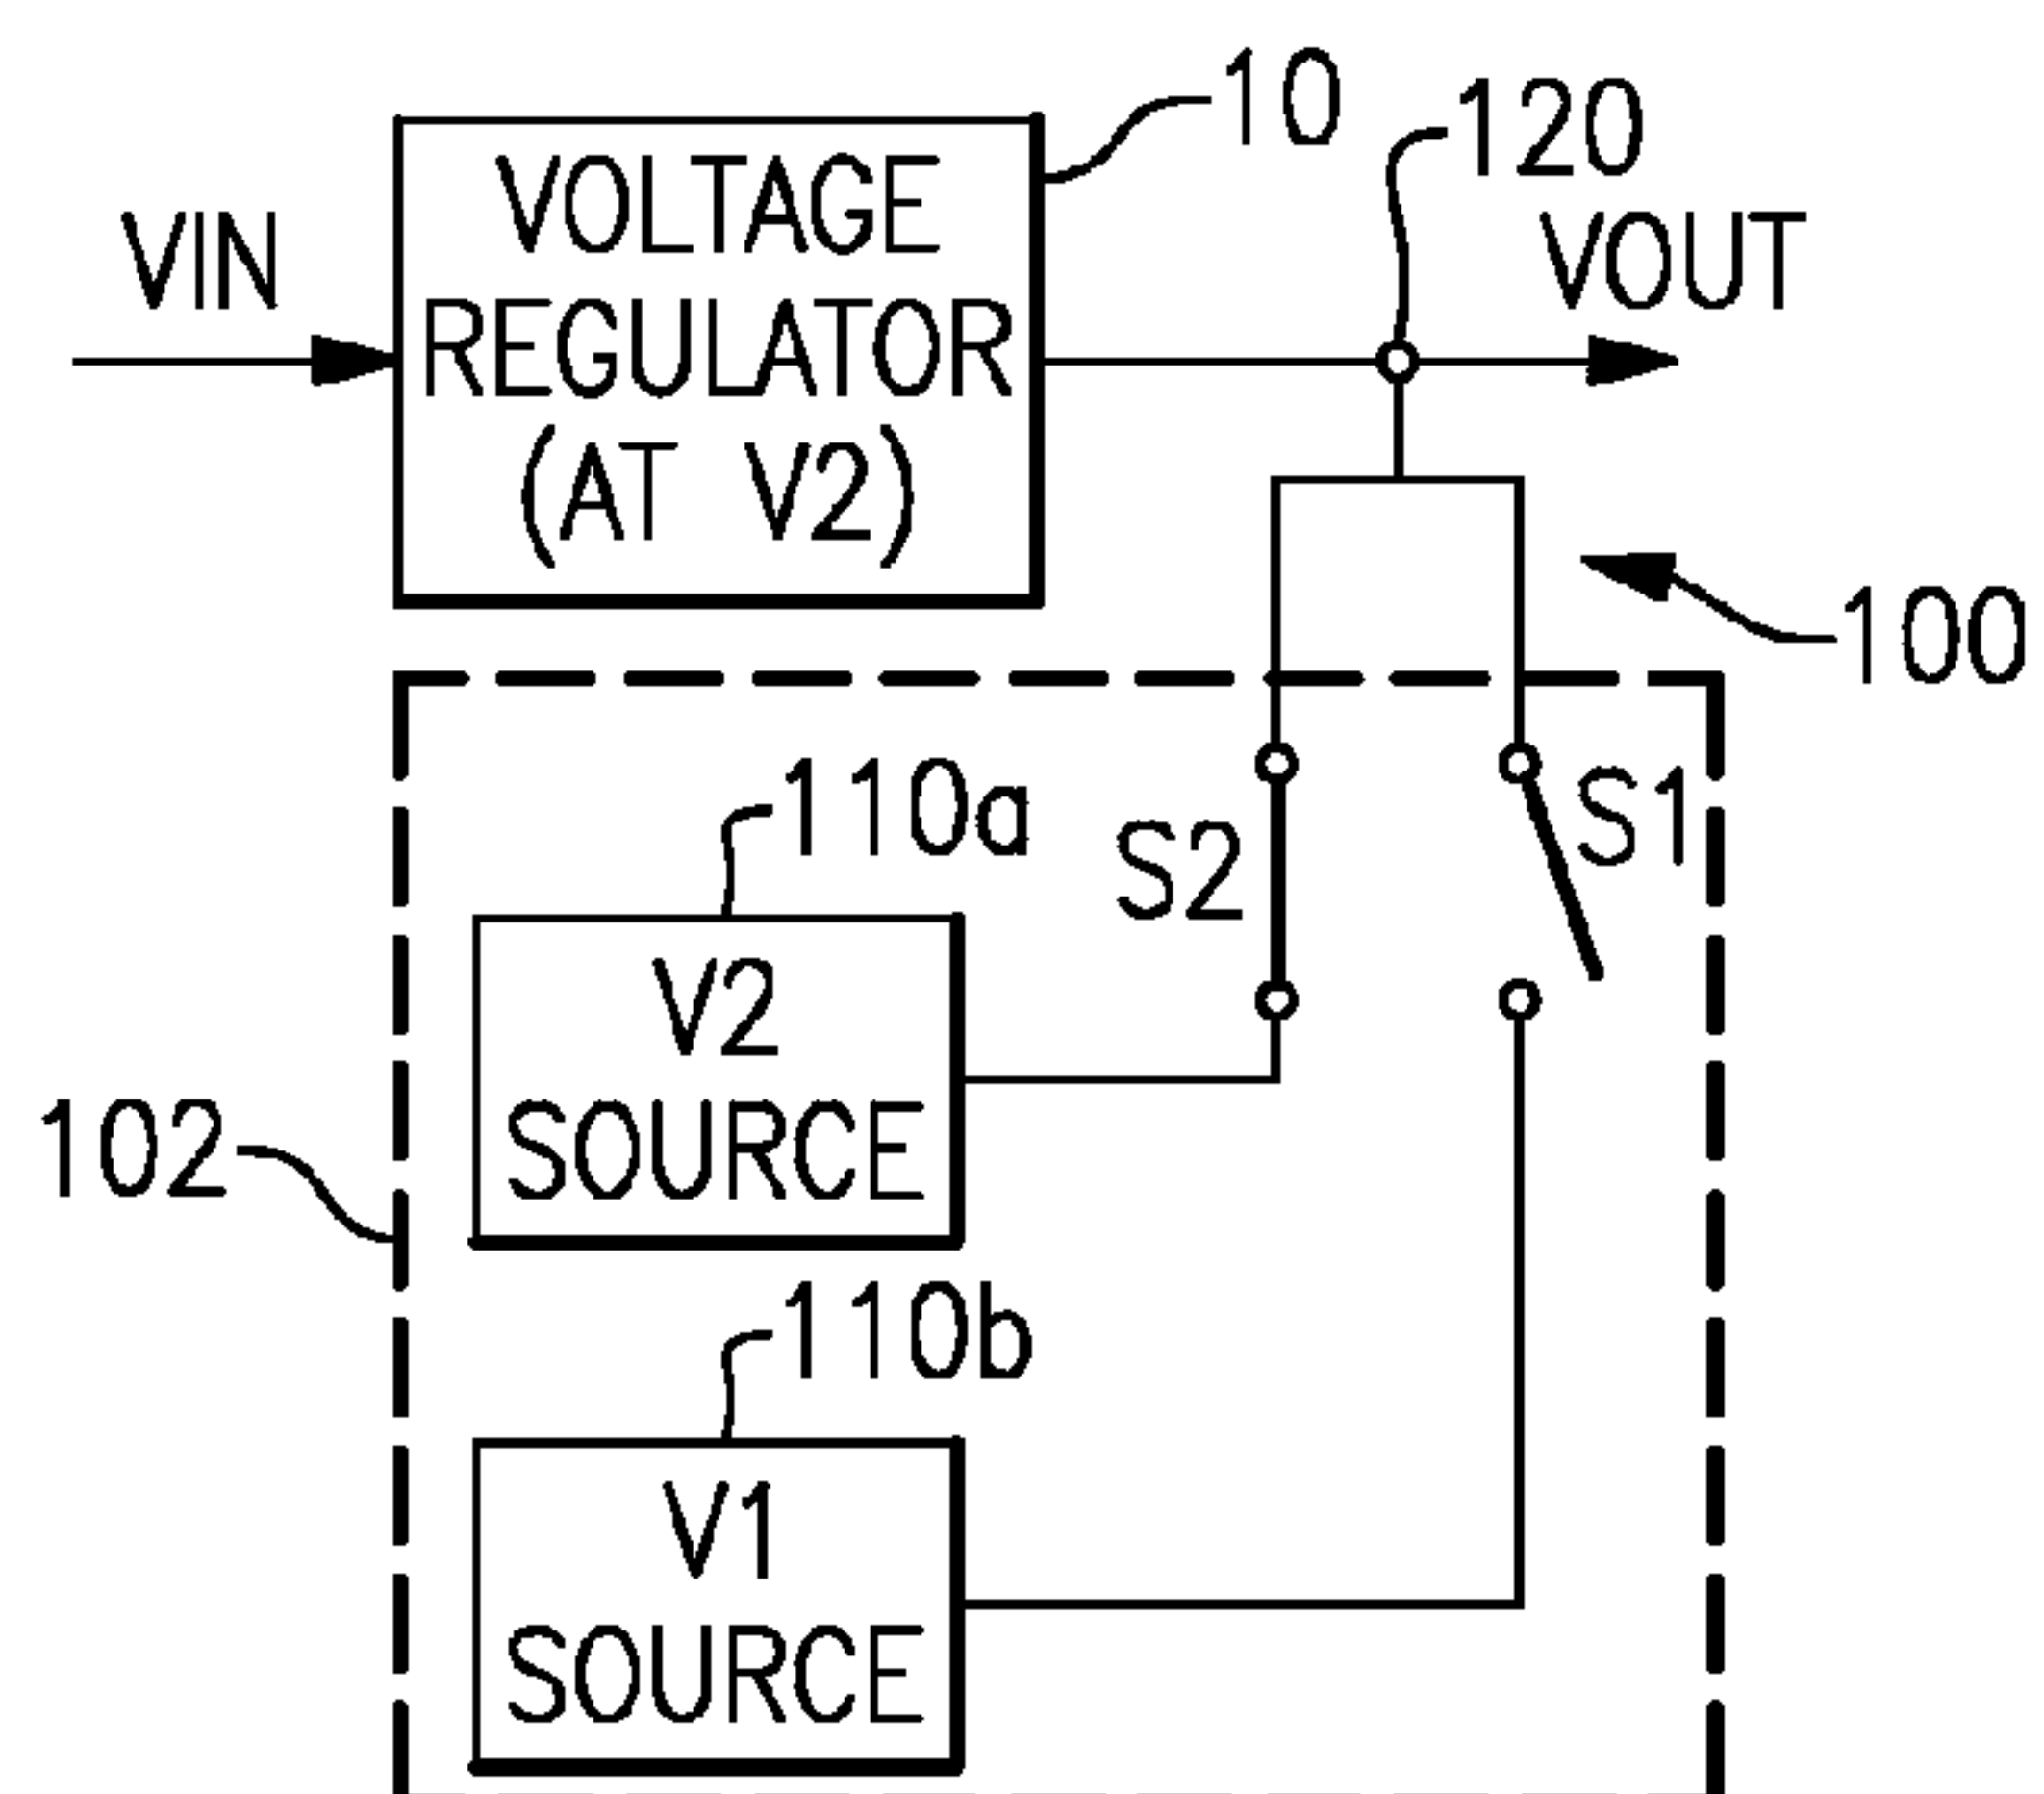 10
120
VIN
VOLTAGE
REGULATOR
(AT V2)
VOUT
100
110a
S2
S1
V2
SOURCE
102
110b
V1
SOURCE